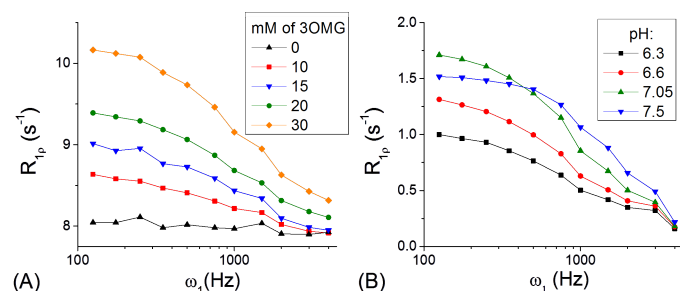 mM of 3OMG
0
10
15
20
30
10
9
8
R1ρ (s-1)
100
1000
ω1(Hz)
(A)
pH:
6.3
6.6
7.05
7.5
2.0
1.5
1.0
0.5
0.0
R1ρ (s-1)
100
1000
ω1 (Hz)
(B)